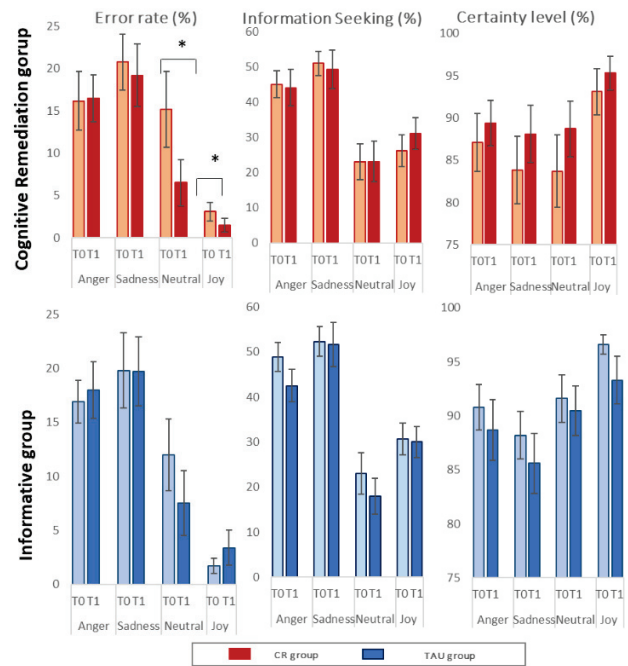 Error rate (%)
Information Seeking (%)
Certainty level (%)
Cognitive Remediation gorup
25
20
15
10
5
0
*
*
T0 T1 T0 T1 T0 T1 T0 T1
Anger Sadness Neutral Joy
60
50
40
30
20
10
0
T0 T1 T0 T1 T0 T1 T0 T1
Anger Sadness Neutral Joy
100
95
90
85
80
75
T0 T1 T0 T1 T0 T1 T0 T1
Anger Sadness Neutral Joy
Informative group
25
20
15
10
5
0
T0 T1 T0 T1 T0 T1 T0 T1
Anger Sadness Neutral Joy
60
50
40
30
20
10
0
T0 T1 T0 T1 T0 T1 T0 T1
Anger Sadness Neutral Joy
100
95
90
85
80
75
T0 T1 T0 T1 T0 T1 T0 T1
Anger Sadness Neutral Joy
CR group
TAU group